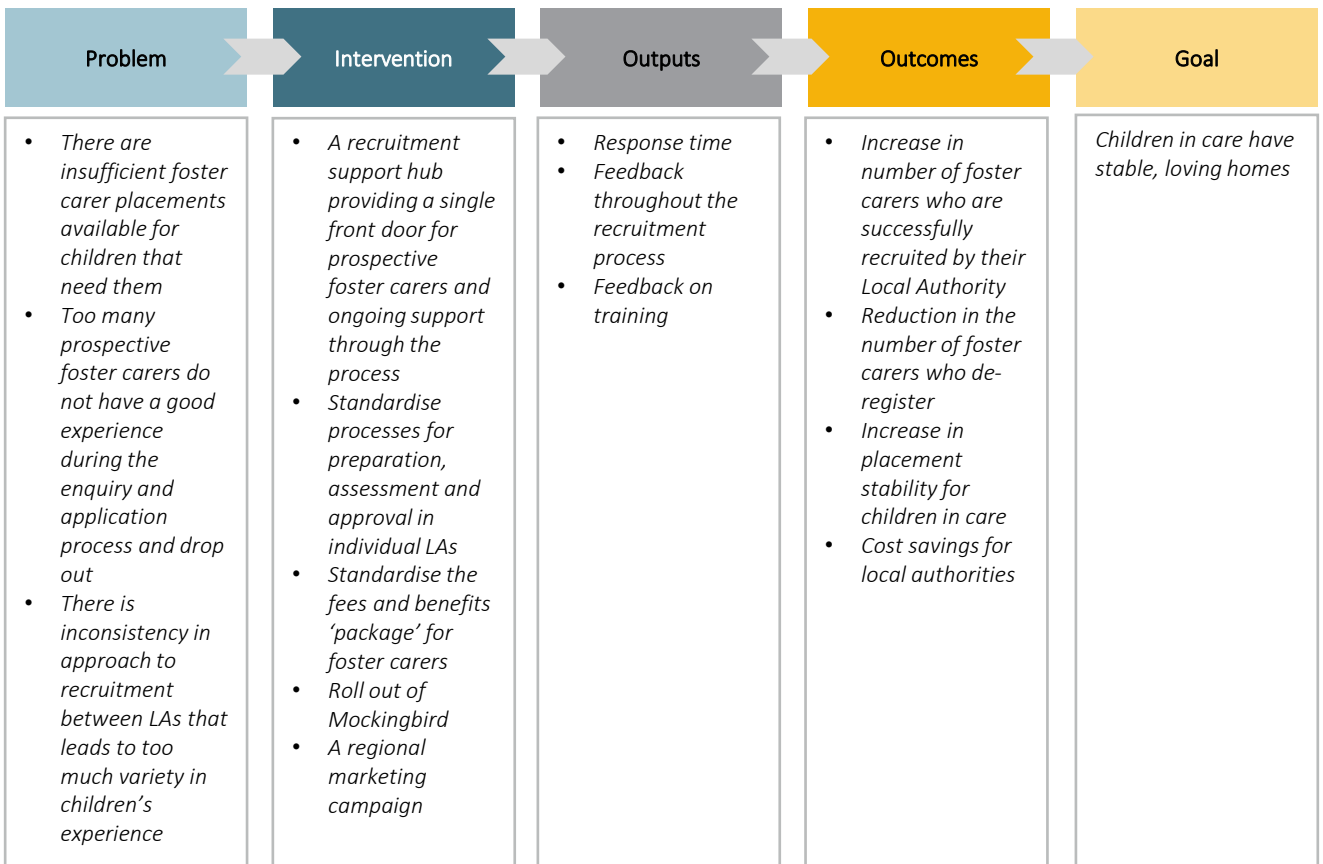 Problem
Intervention
Outputs
Outcomes
Goal
• There are
insufficient foster
carer placements
available for
children that
need them
• Too many
prospective
foster carers do
not have a good
experience
during the
enquiry and
application
process and drop
out
• There is
inconsistency in
approach to
recruitment
between LAs that
leads to too
much variety in
children’s
experience
• A recruitment
support hub
providing a single
front door for
prospective
foster carers and
ongoing support
through the
process
• Standardise
processes for
preparation,
assessment and
approval in
individual LAs
• Standardise the
fees and benefits
‘package’ for
foster carers
• Roll out of
Mockingbird
• A regional
marketing
campaign
• Response time
• Feedback
throughout the
recruitment
process
• Feedback on
training
• Increase in
number of foster
carers who are
successfully
recruited by their
Local Authority
• Reduction in the
number of foster
carers who de-
register
• Increase in
placement
stability for
children in care
• Cost savings for
local authorities
Children in care have
stable, loving homes